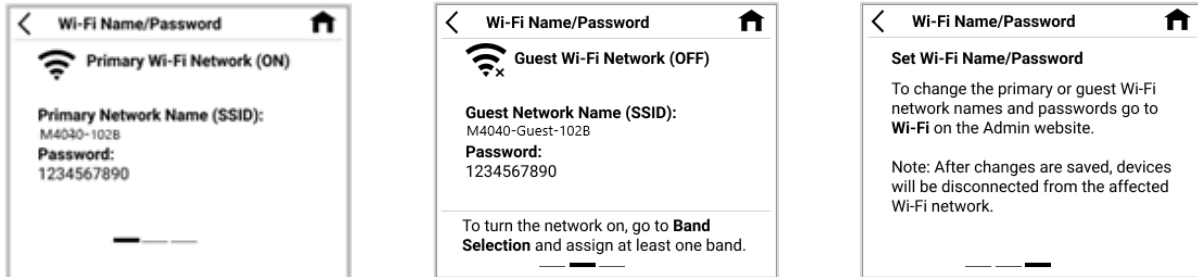 Wi-Fi Name/Password
Primary Wi-Fi Network (ON)
Primary Network Name (SSID):
M4040-102B
Password:
1234567890
Wi-Fi Name/Password
Guest Wi-Fi Network (OFF)
Guest Network Name (SSID):
M4040-Guest-102B
Password:
1234567890
To turn the network on, go to Band
Selection and assign at least one band.
Wi-Fi Name/Password
Set Wi-Fi Name/Password
To change the primary or guest Wi-Fi
network names and passwords go to
Wi-Fi on the Admin website.
Note: After changes are saved, devices
will be disconnected from the affected
Wi-Fi network.